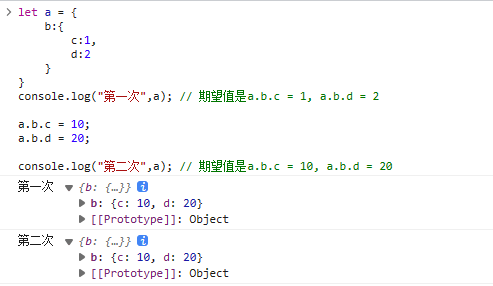 let a = {
b:{
c:1,
d:2
}
}
console.log("第一次",a); // 期望值是a.b.c = 1, a.b.d = 2
a.b.c = 10;
a.b.d = 20;
console.log("第二次",a); // 期望值是a.b.c = 10, a.b.d = 20
第一次 {b: {…}} i
b: {c: 10, d: 20}
[[Prototype]]: Object
第二次 {b: {…}} i
b: {c: 10, d: 20}
[[Prototype]]: Object